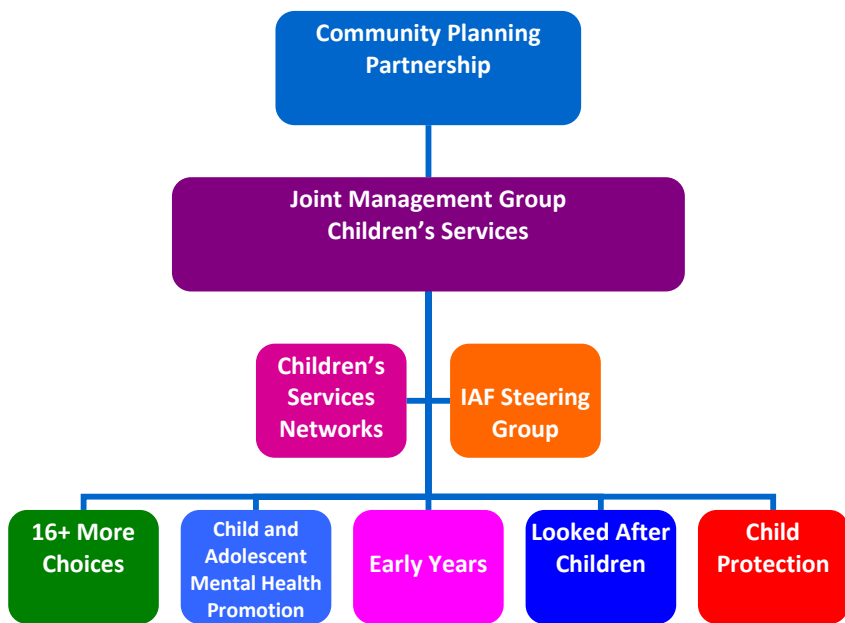 Community Planning
Partnership
Joint Management Group
Children’s Services
Children’s
Services
Networks
IAF Steering
Group
16+ More
Choices
Child and
Adolescent
Mental Health
Promotion
Early Years
Looked After
Children
Child
Protection